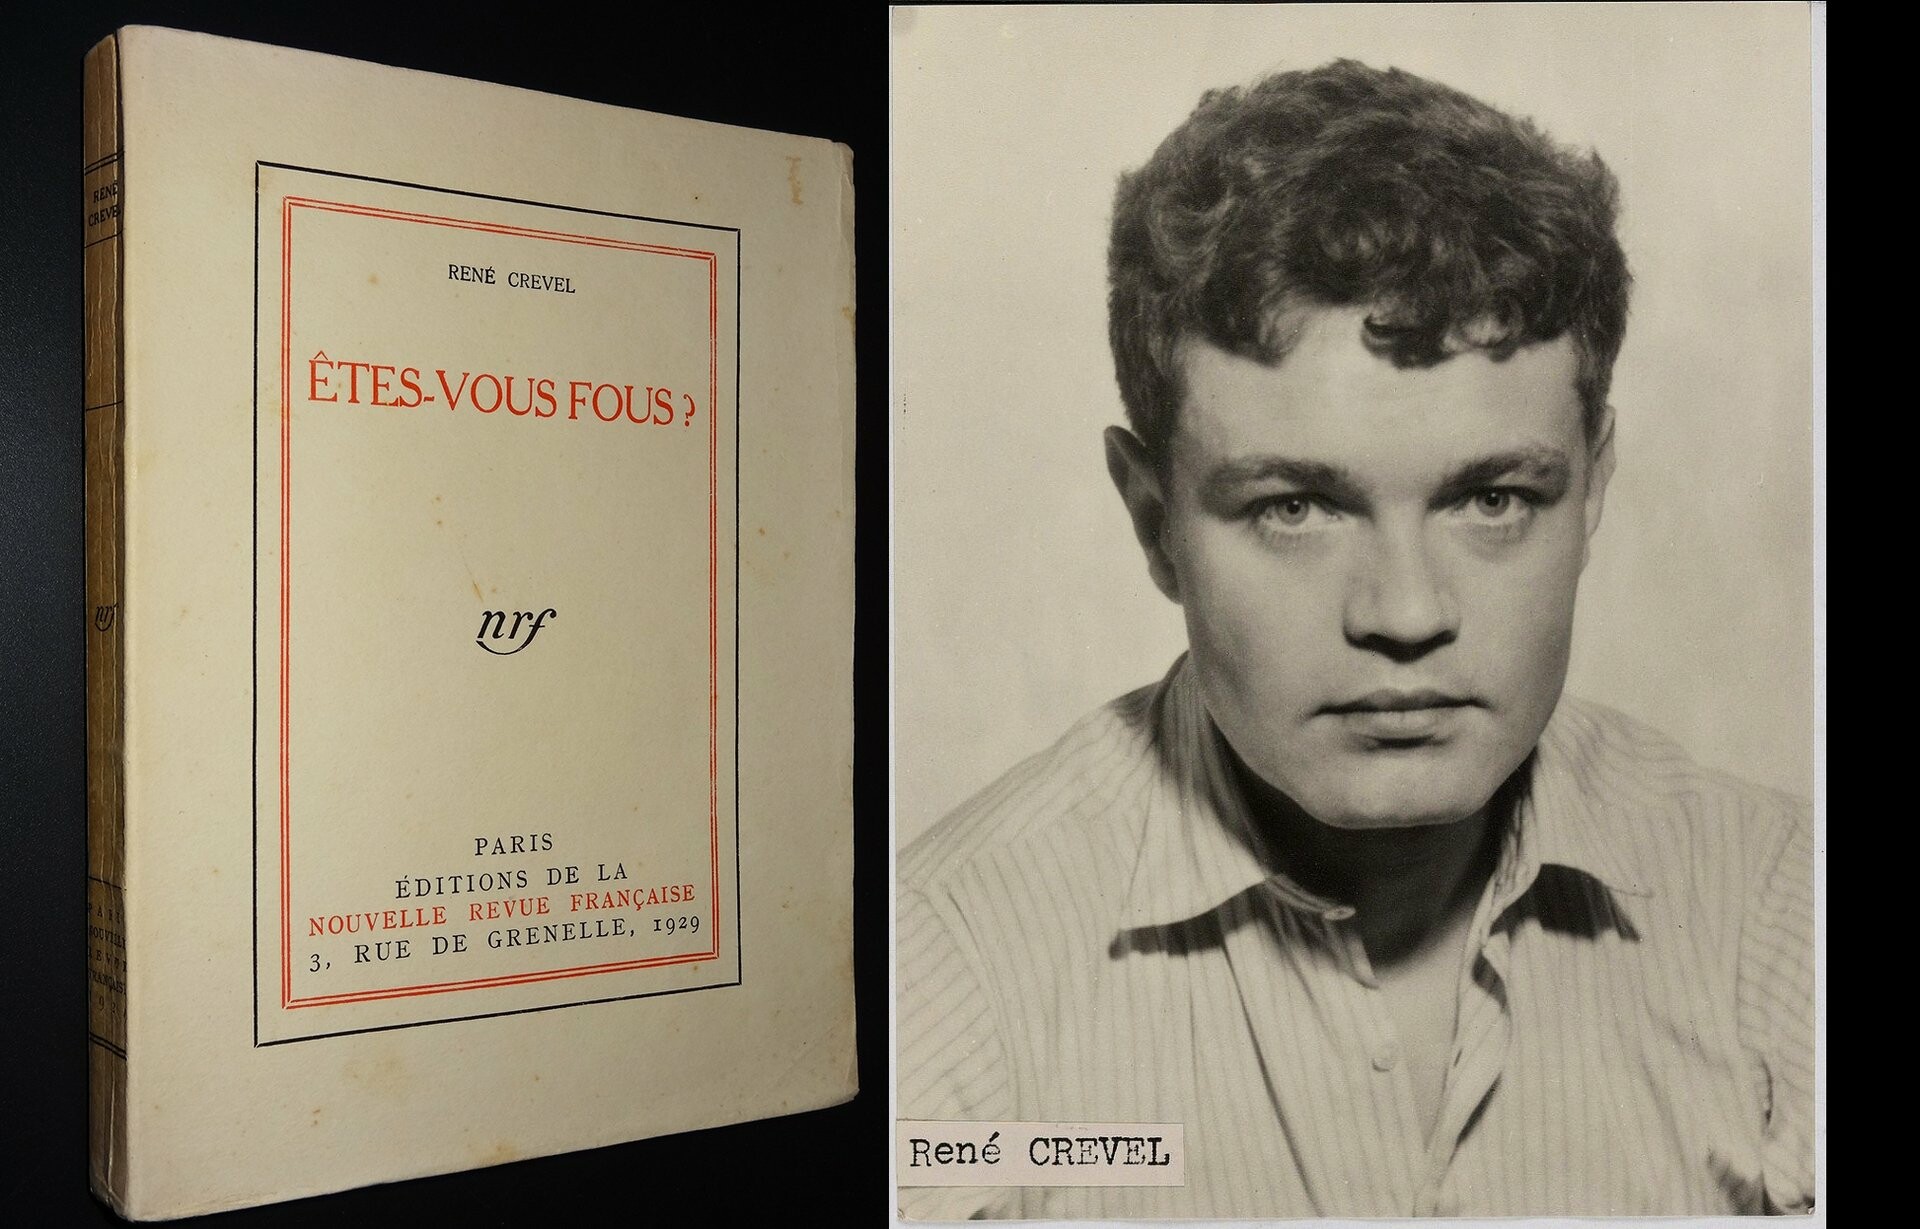 RENÉ
CREVEL
nrf
RENÉ CREVEL
ÊTES-VOUS FOUS ?
nrf
PARIS
ÉDITIONS DE LA
NOUVELLE REVUE FRANÇAISE
3, RUE DE GRENELLE, 1929
René CREVEL